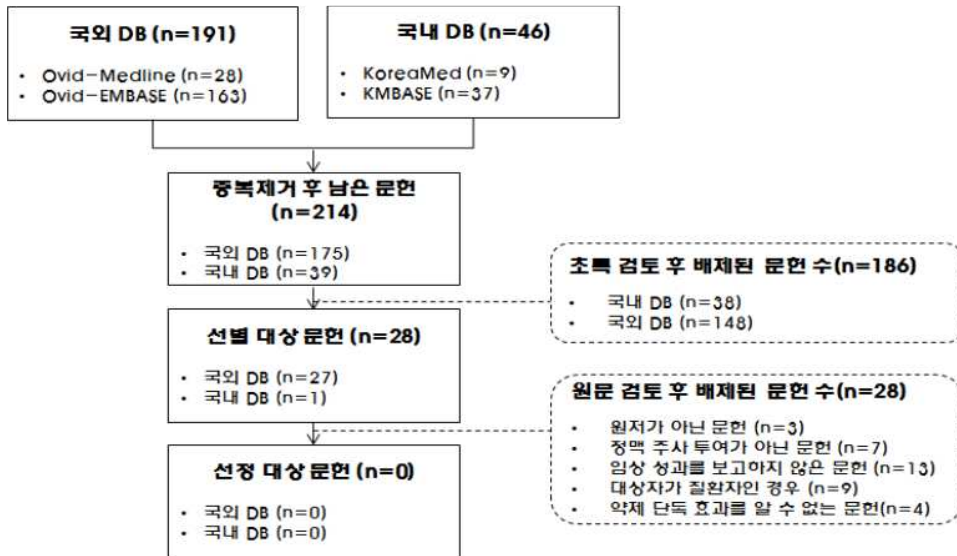 국외 DB (n=191)
• Ovid-Medline (n=28)
• Ovid-EMBASE (n=163)
국내 DB (n=46)
• KoreaMed (n=9)
• KMBASE (n=37)
중복제거 후 남은 문헌
(n=214)
• 국외 DB (n=175)
• 국내 DB (n=39)
초록 검토 후 배제된 문헌 수(n=186)
• 국내 DB (n=38)
• 국외 DB (n=148)
선별 대상 문헌 (n=28)
• 국외 DB (n=27)
• 국내 DB (n=1)
원문 검토 후 배제된 문헌 수(n=28)
• 원저가 아닌 문헌 (n=3)
• 정맥 주사 투여가 아닌 문헌 (n=7)
• 임상 성과를 보고하지 않은 문헌 (n=13)
• 대상자가 질환자인 경우 (n=9)
• 약제 단독 효과를 알 수 없는 문헌(n=4)
선정 대상 문헌 (n=0)
• 국외 DB (n=0)
• 국내 DB (n=0)